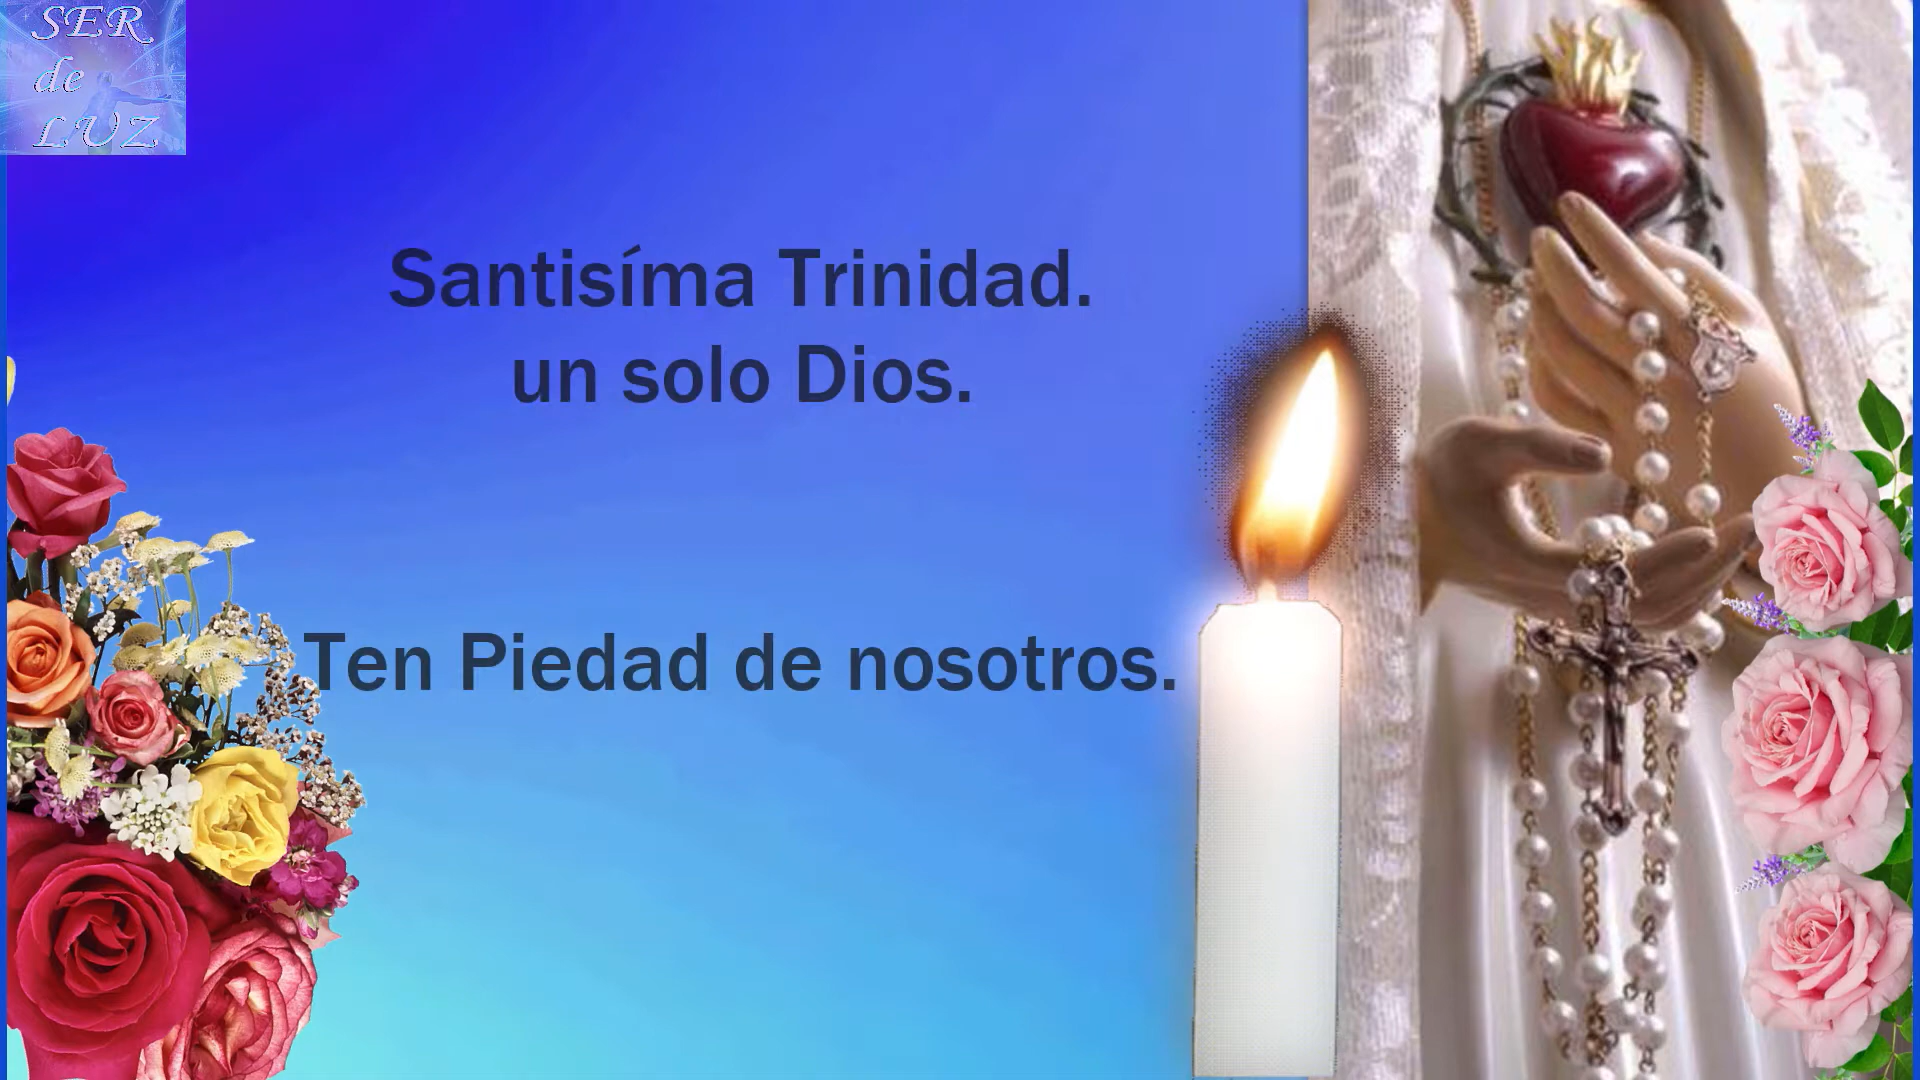 SER
de
LUZ
Santisíma Trinidad.
un solo Dios.
Ten Piedad de nosotros.